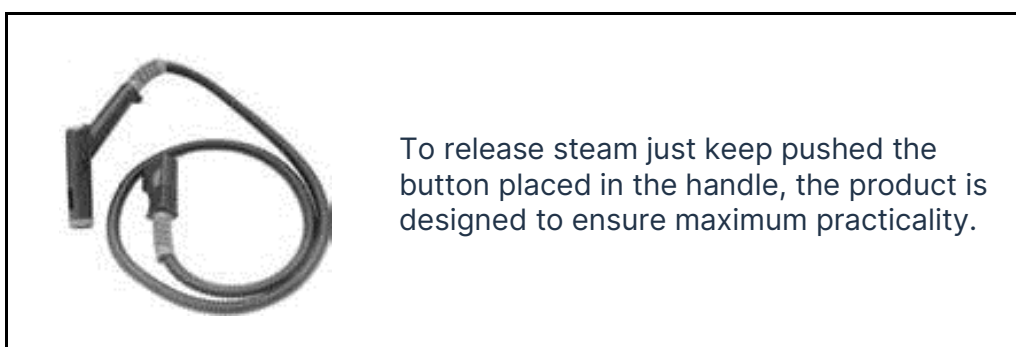 To release steam just keep pushed the
button placed in the handle, the product is
designed to ensure maximum practicality.